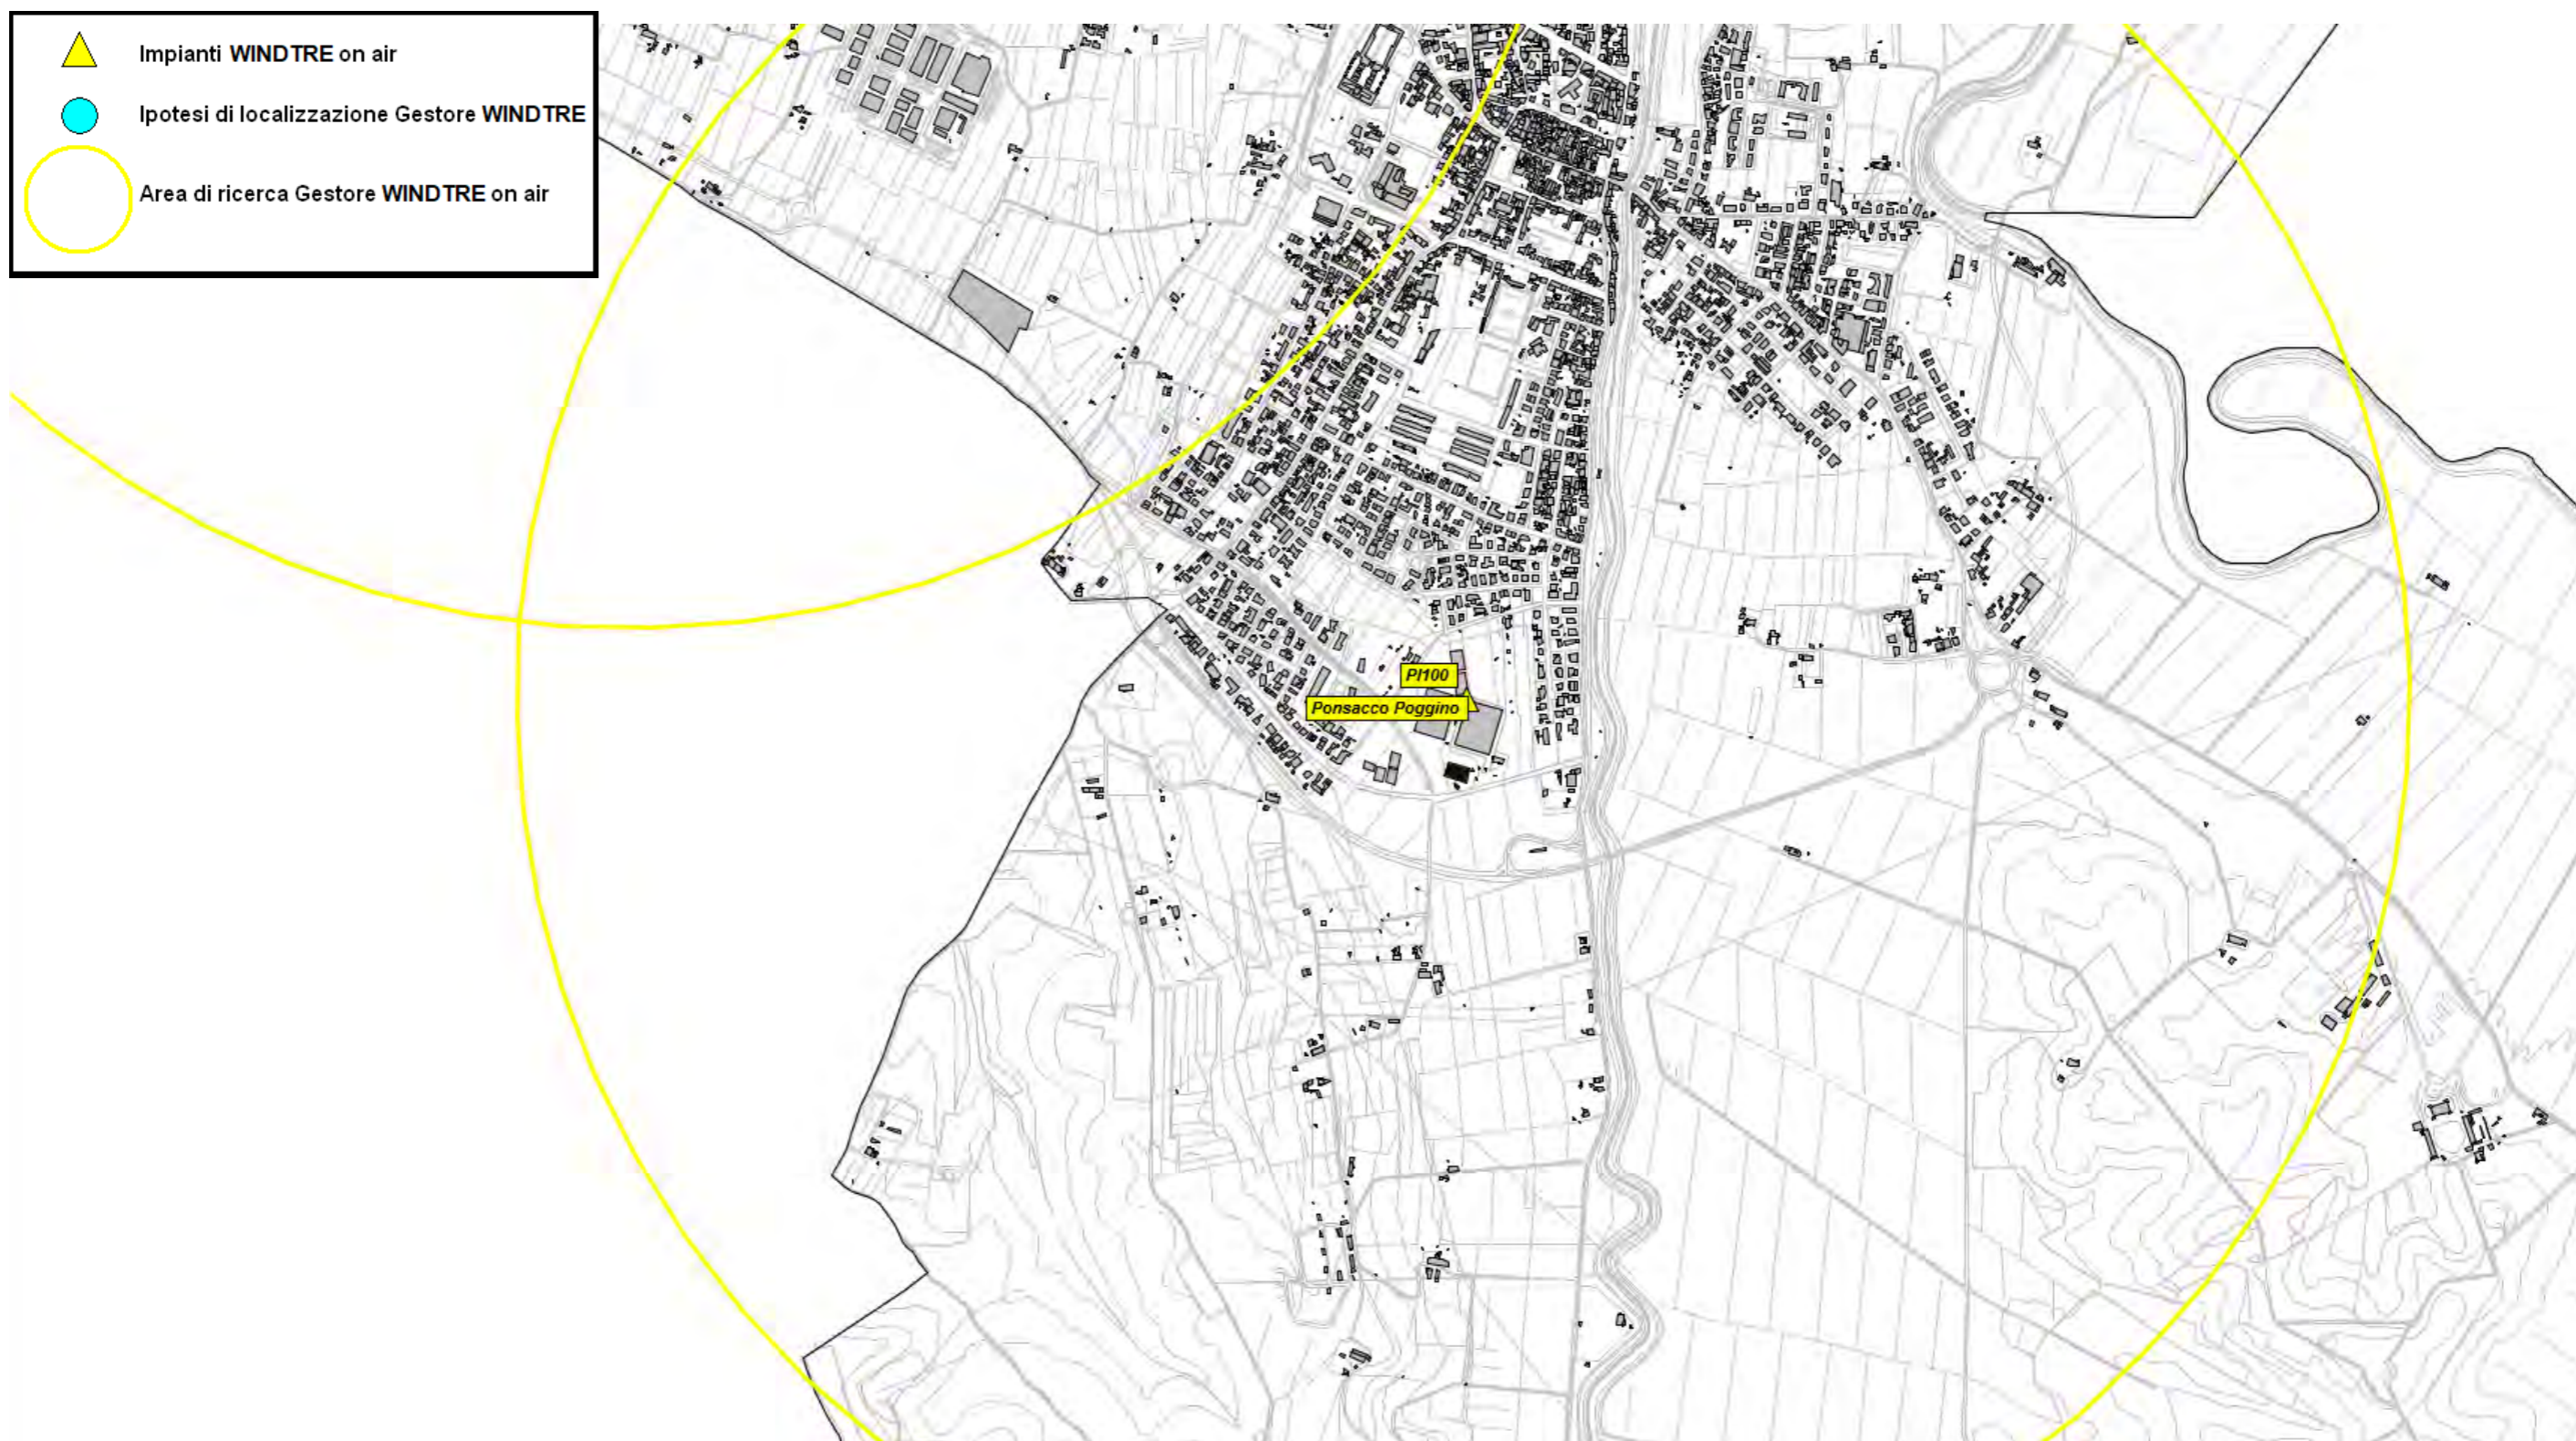 Impianti WINDTRE on air
Ipotesi di localizzazione Gestore WINDTRE
Area di ricerca Gestore WINDTRE on air
PI100
Ponsacco Poggino